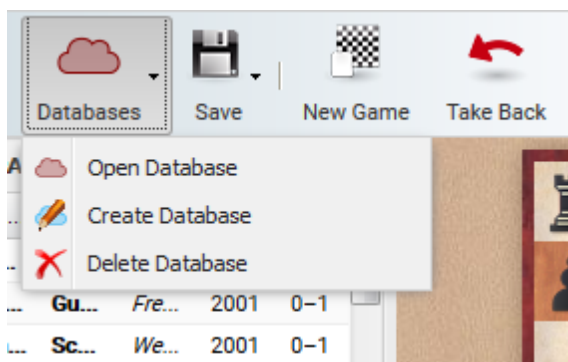 Databases Save New Game Take Back
A
Open Database
...
Create Database
Delete Database
... Gu... Fre... 2001 0–1
... Sc... We... 2001 0–1